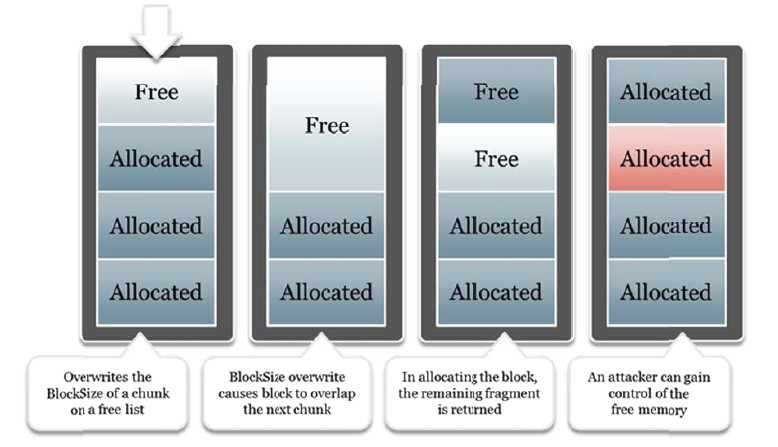 Free
Allocated
Allocated
Allocated
Overwrites the
BlockSize of a chunk
on a free list
Free
Allocated
Allocated
BlockSize overwrite
causes block to overlap
the next chunk
Free
Free
Allocated
Allocated
In allocating the block,
the remaining fragment
is returned
Allocated
Allocated
Allocated
Allocated
An attacker can gain
control of the
free memory